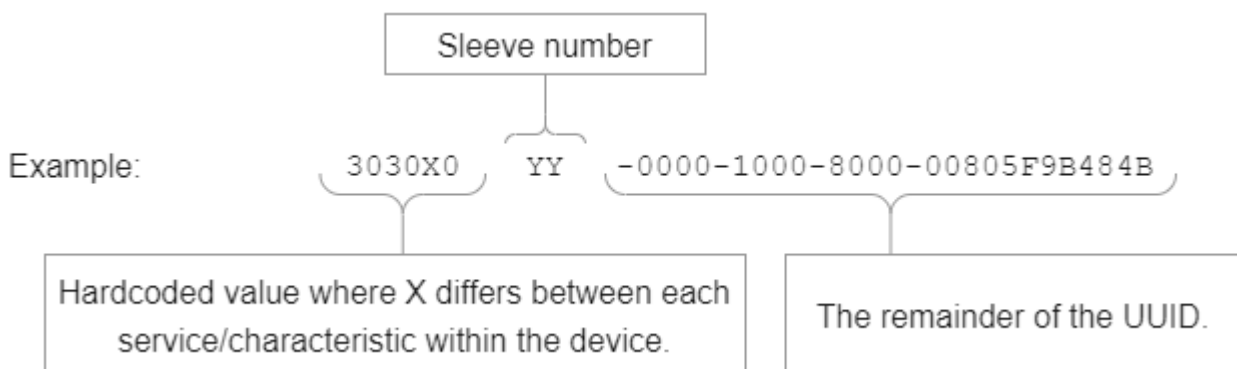 Sleeve number
Example:
3030X0 YY -0000-1000-8000-00805F9B484B
Hardcoded value where X differs between each
service/characteristic within the device.
The remainder of the UUID.